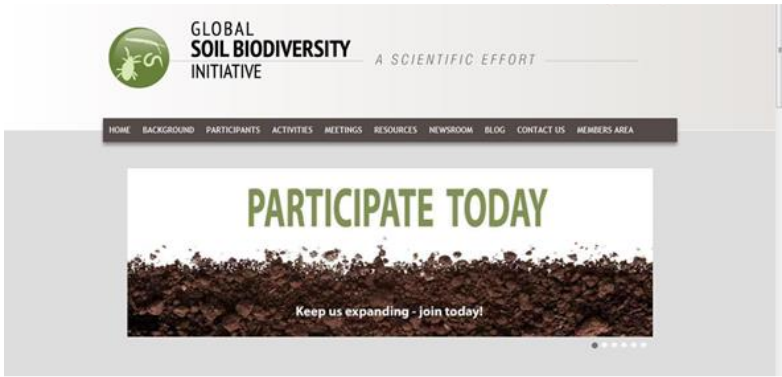 GLOBAL
SOIL BIODIVERSITY
INITIATIVE
A SCIENTIFIC EFFORT
HOME BACKGROUND PARTICIPANTS ACTIVITIES MEETINGS RESOURCES NEWSROOM BLOG CONTACT US MEMBERS AREA
PARTICIPATE TODAY
Keep us expanding - join today!